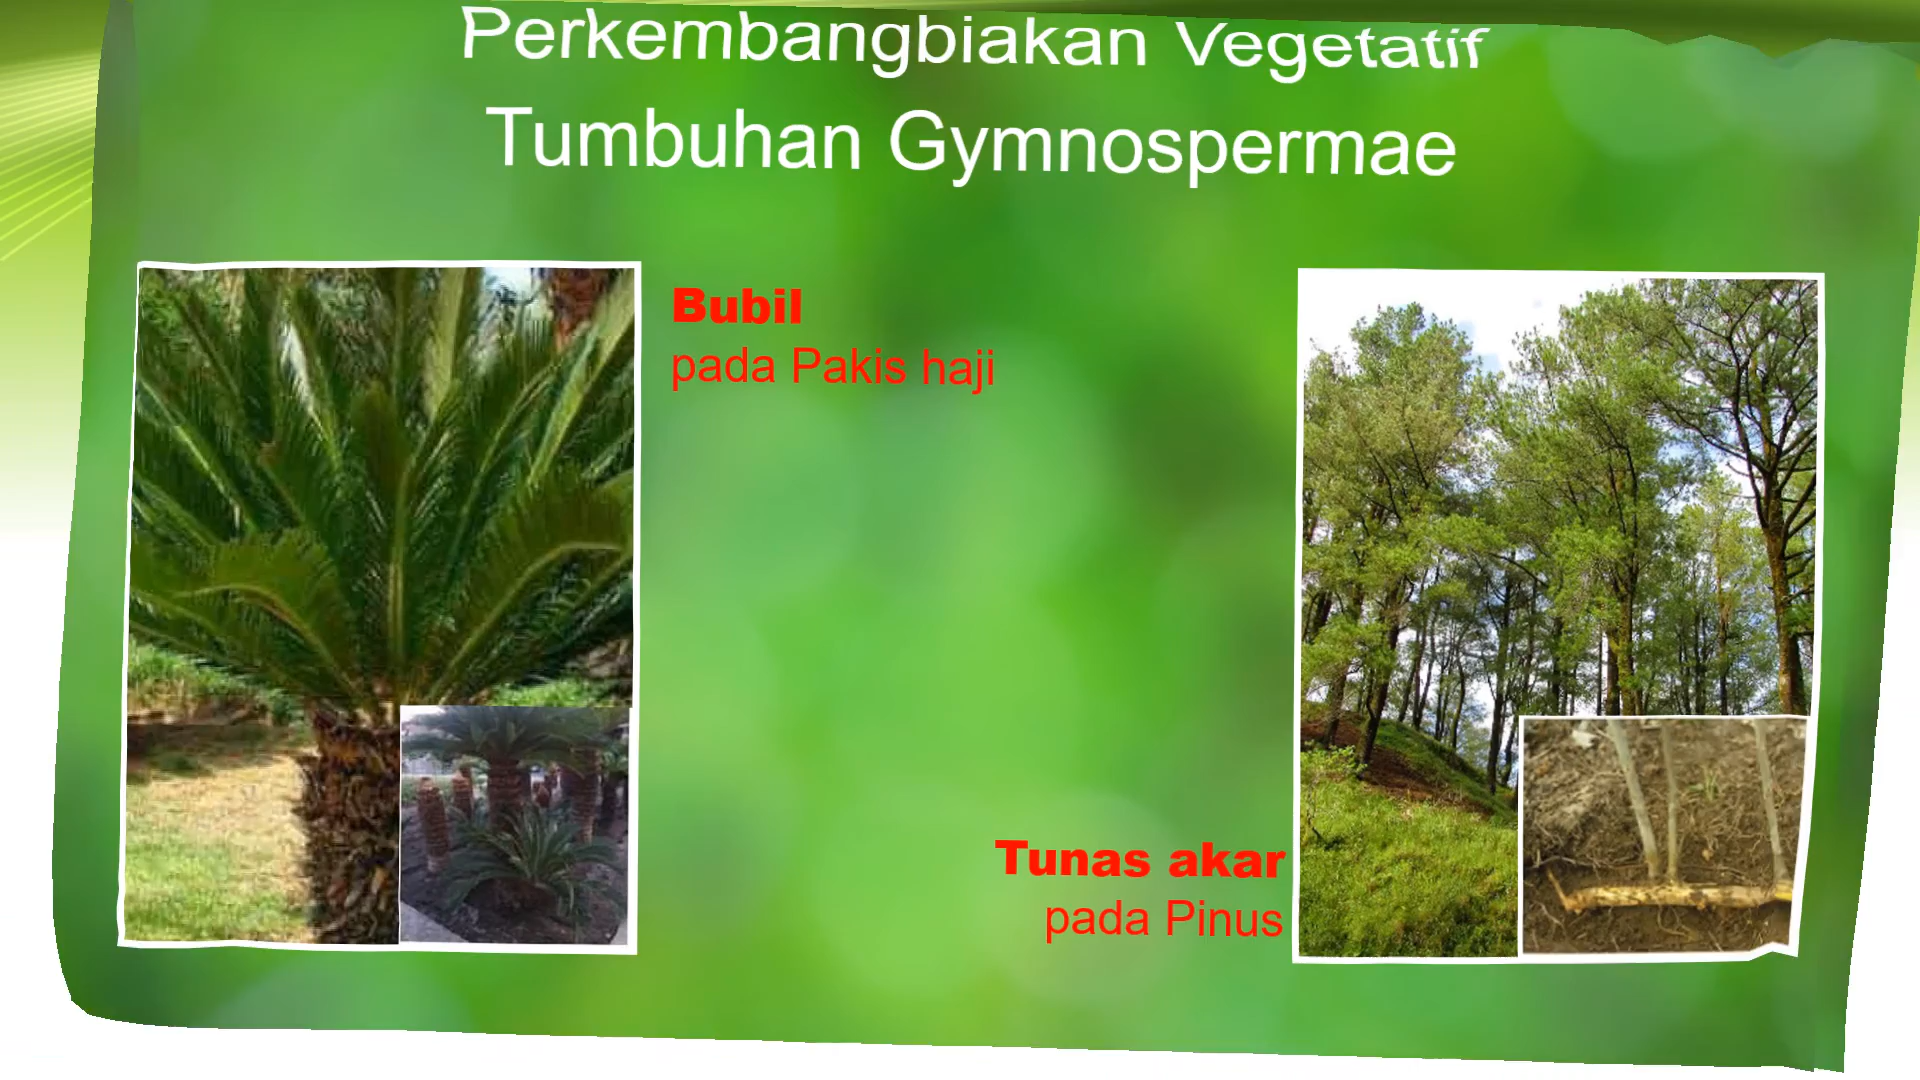 Perkembangbiakan Vegetatif
Tumbuhan Gymnospermae
Bubil
pada Pakis haji
Tunas akar
pada Pinus